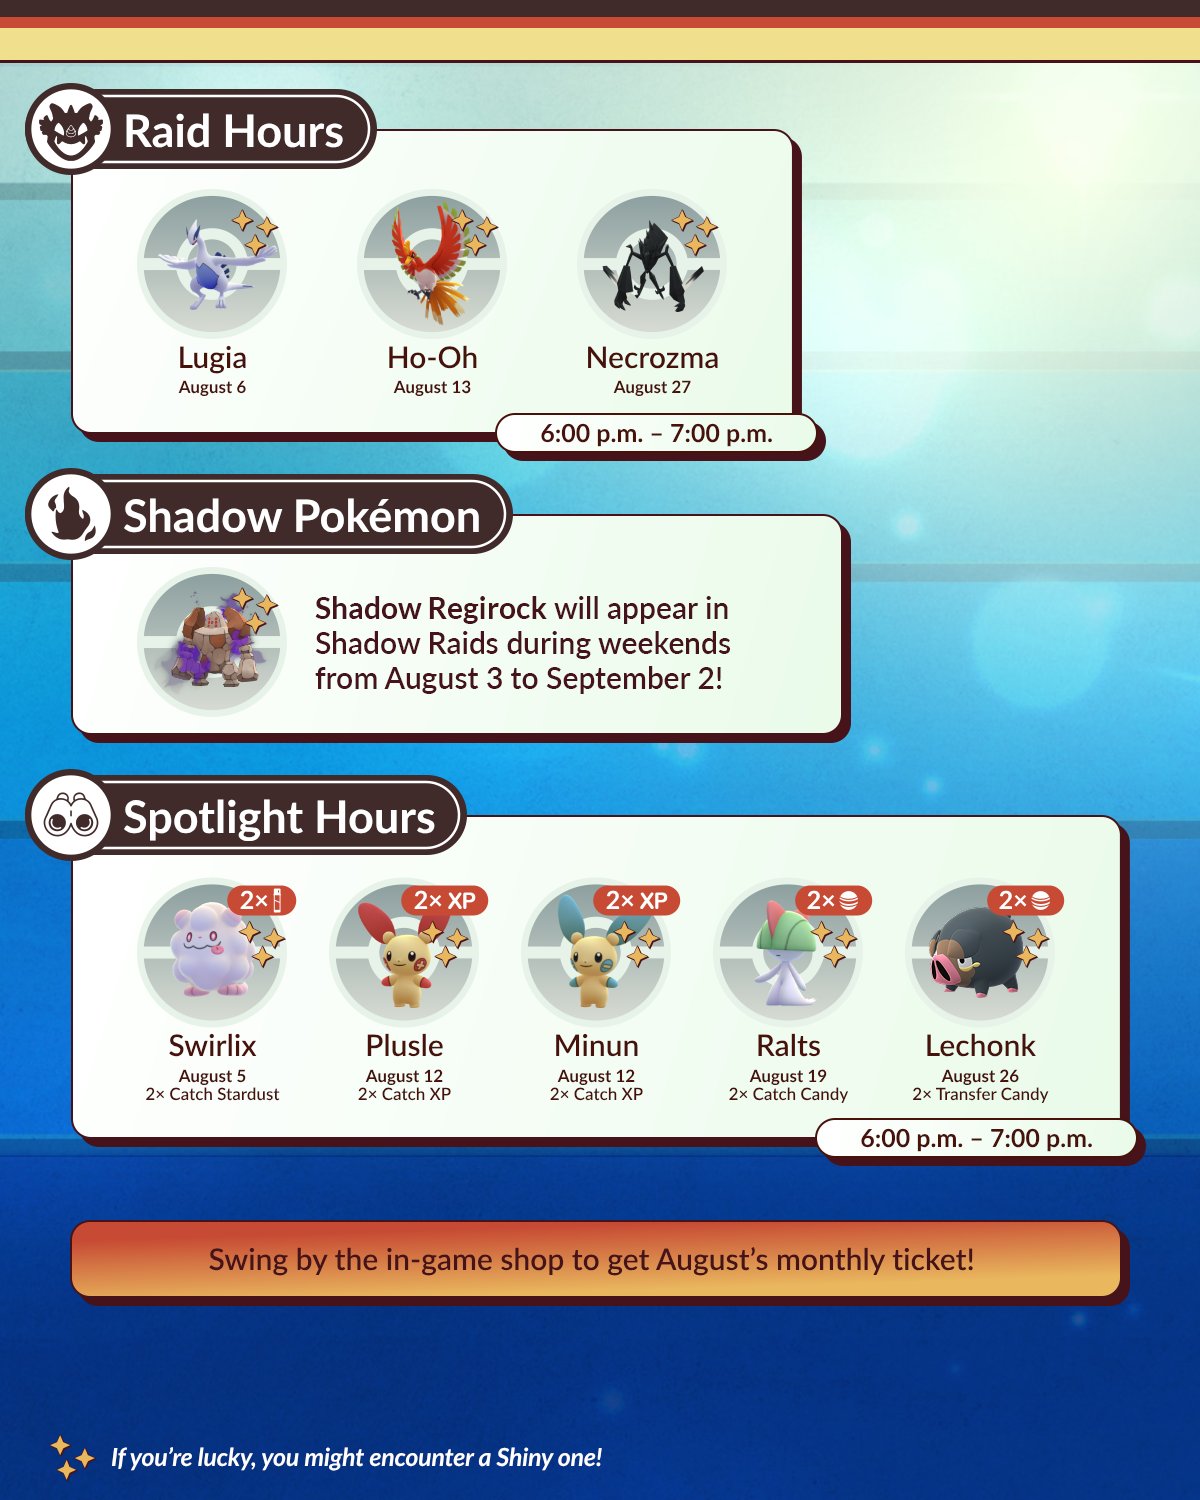 Raid Hours
Lugia
August 6
Ho-Oh
August 13
Necrozma
August 27
6:00 p.m. – 7:00 p.m.
Shadow Pokémon
Shadow Regirock will appear in
Shadow Raids during weekends
from August 3 to September 2!
Spotlight Hours
2×
Swirlix
August 5
2× Catch Stardust
2× XP
Plusle
August 12
2× Catch XP
2× XP
Minun
August 12
2× Catch XP
2×
Ralts
August 19
2× Catch Candy
2×
Lechonk
August 26
2× Transfer Candy
6:00 p.m. – 7:00 p.m.
Swing by the in-game shop to get August’s monthly ticket!
If you’re lucky, you might encounter a Shiny one!